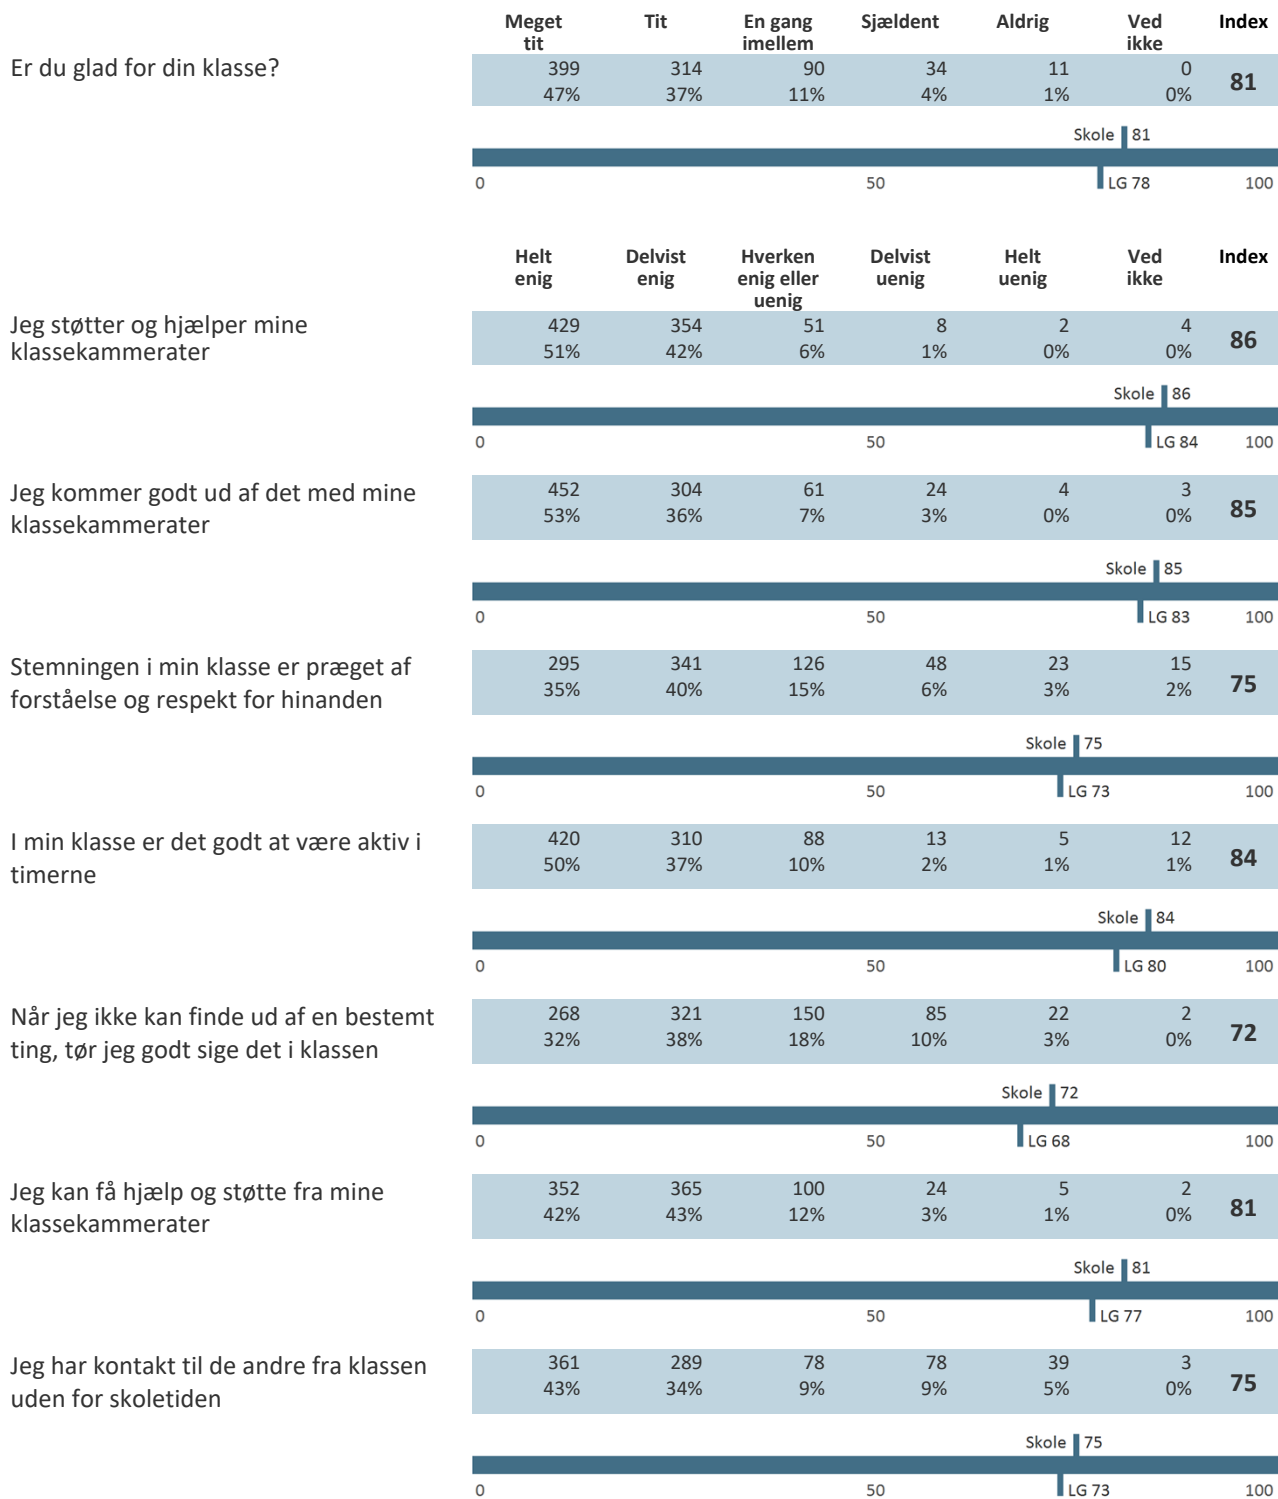 Meget tit Tit En gang imellem Sjældent Aldrig Ved ikke Index
Er du glad for din klasse?
399 314 90 34 11 0 81
47% 37% 11% 4% 1% 0%
Skole 81
0 50 LG 78 100
Helt enig Delvist enig Hverken enig eller uenig Delvist uenig Helt uenig Ved ikke Index
Jeg støtter og hjælper mine
klassekammerater
429 354 51 8 2 4 86
51% 42% 6% 1% 0% 0%
Skole 86
0 50 LG 84 100
Jeg kommer godt ud af det med mine
klassekammerater
452 304 61 24 4 3 85
53% 36% 7% 3% 0% 0%
Skole 85
0 50 LG 83 100
Stemningen i min klasse er præget af
forståelse og respekt for hinanden
295 341 126 48 23 15 75
35% 40% 15% 6% 3% 2%
Skole 75
0 50 LG 73 100
I min klasse er det godt at være aktiv i
timerne
420 310 88 13 5 12 84
50% 37% 10% 2% 1% 1%
Skole 84
0 50 LG 80 100
Når jeg ikke kan finde ud af en bestemt
ting, tør jeg godt sige det i klassen
268 321 150 85 22 2 72
32% 38% 18% 10% 3% 0%
Skole 72
0 50 LG 68 100
Jeg kan få hjælp og støtte fra mine
klassekammerater
352 365 100 24 5 2 81
42% 43% 12% 3% 1% 0%
Skole 81
0 50 LG 77 100
Jeg har kontakt til de andre fra klassen
uden for skoletiden
361 289 78 78 39 3 75
43% 34% 9% 9% 5% 0%
Skole 75
0 50 LG 73 100